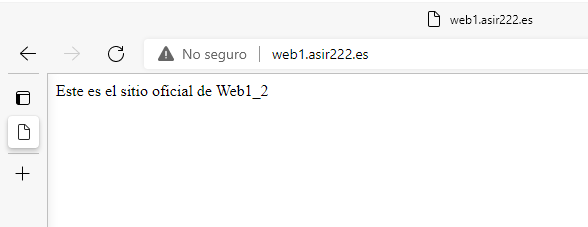 web1.asir222.es
No seguro
web1.asir222.es
Este es el sitio oficial de Web1_2